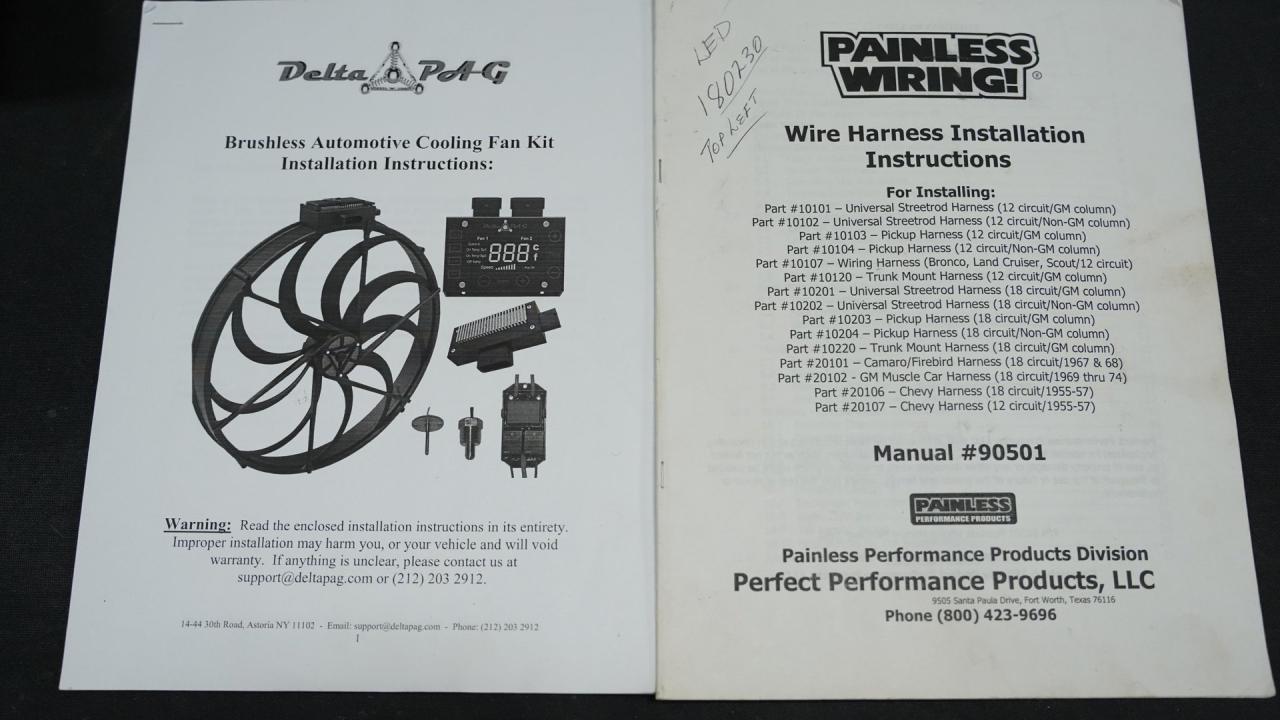 Delta PAG
Brushless Automotive Cooling Fan Kit
Installation Instructions:
Fan 1 Fan 2
888 c
f
Speed
Warning: Read the enclosed installation instructions in its entirety.
Improper installation may harm you, or your vehicle and will void
warranty. If anything is unclear, please contact us at
support@deltapag.com or (212) 203 2912.
14-44 30th Road, Astoria NY 11102 - Email: support@deltapag.com - Phone: (212) 203 2912
1
LED
180230
TOP LEFT
PAINLESS
WIRING!®
Wire Harness Installation
Instructions
For Installing:
Part #10101 – Universal Streetrod Harness (12 circuit/GM column)
Part #10102 – Universal Streetrod Harness (12 circuit/Non-GM column)
Part #10103 – Pickup Harness (12 circuit/GM column)
Part #10104 – Pickup Harness (12 circuit/Non-GM column)
Part #10107 – Wiring Harness (Bronco, Land Cruiser, Scout/12 circuit)
Part #10120 – Trunk Mount Harness (12 circuit/GM column)
Part #10201 – Universal Streetrod Harness (18 circuit/GM column)
Part #10202 – Universal Streetrod Harness (18 circuit/Non-GM column)
Part #10203 – Pickup Harness (18 circuit/GM column)
Part #10204 – Pickup Harness (18 circuit/Non-GM column)
Part #10220 – Trunk Mount Harness (18 circuit/GM column)
Part #20101 – Camaro/Firebird Harness (18 circuit/1967 & 68)
Part #20102 - GM Muscle Car Harness (18 circuit/1969 thru 74)
Part #20106 – Chevy Harness (18 circuit/1955-57)
Part #20107 – Chevy Harness (12 circuit/1955-57)
Manual #90501
PAINLESS
PERFORMANCE PRODUCTS
Painless Performance Products Division
Perfect Performance Products, LLC
9505 Santa Paula Drive, Fort Worth, Texas 76116
Phone (800) 423-9696